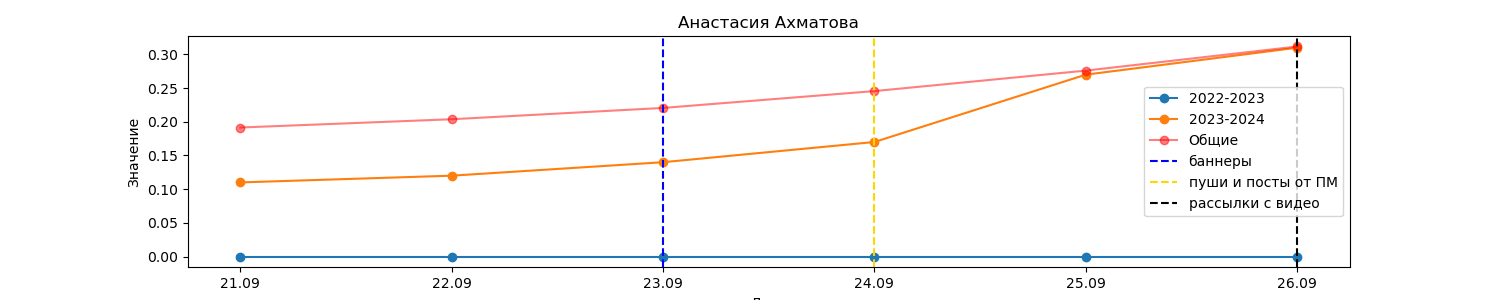 Анастасия Ахматова
Значение
0.30
0.25
0.20
0.15
0.10
0.05
0.00
2022-2023
2023-2024
Общие
баннеры
пуши и посты от ПМ
рассылки с видео
21.09 22.09 23.09 24.09 25.09 26.09